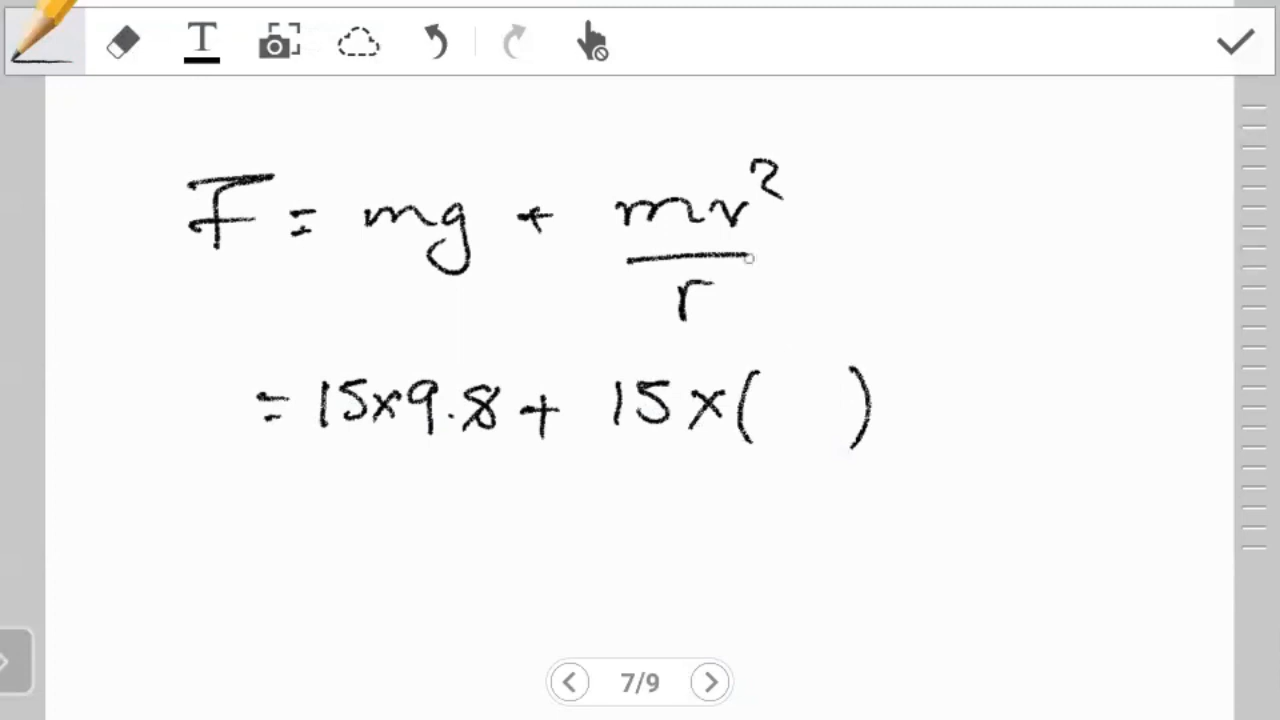 T
F = mg + mv²/r
= 15×9.8 + 15×( )
7/9